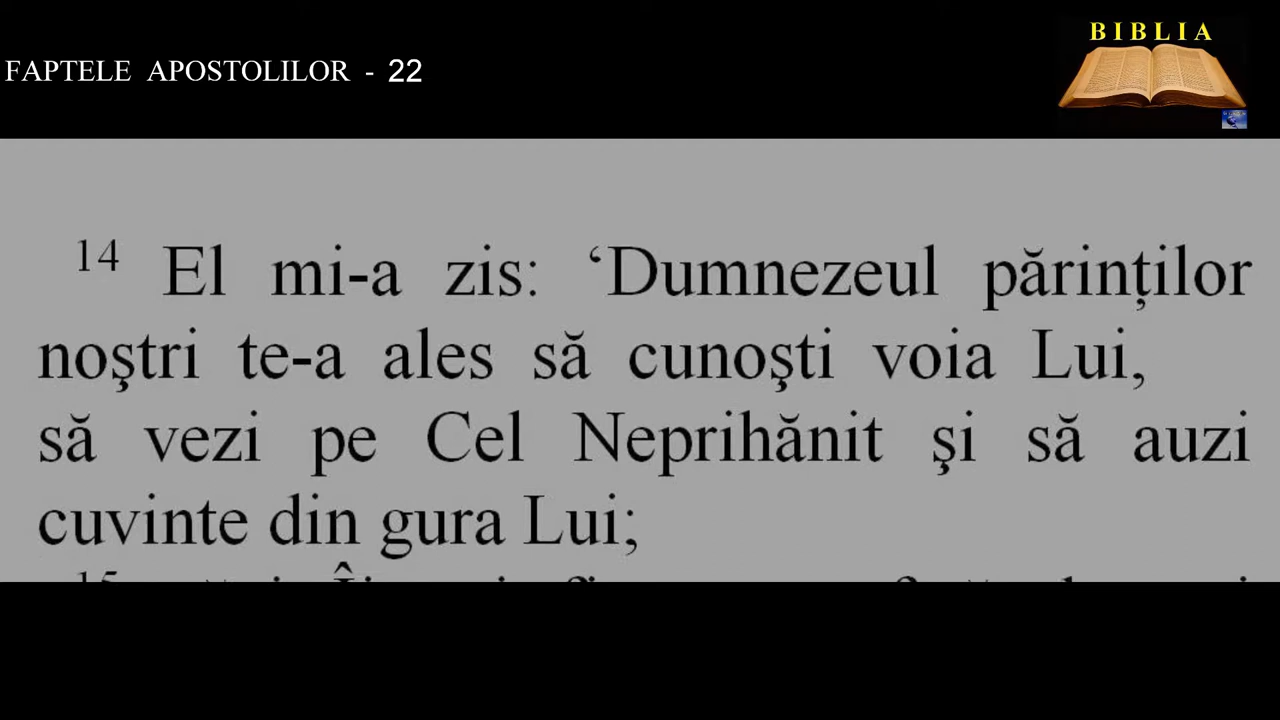 BIBLIA
FAPTELE APOSTOLILOR - 22
14 El mi-a zis: ‘Dumnezeul părinților
noştri te-a ales să cunoşti voia Lui,
să vezi pe Cel Neprihănit şi să auzi
cuvinte din gura Lui;